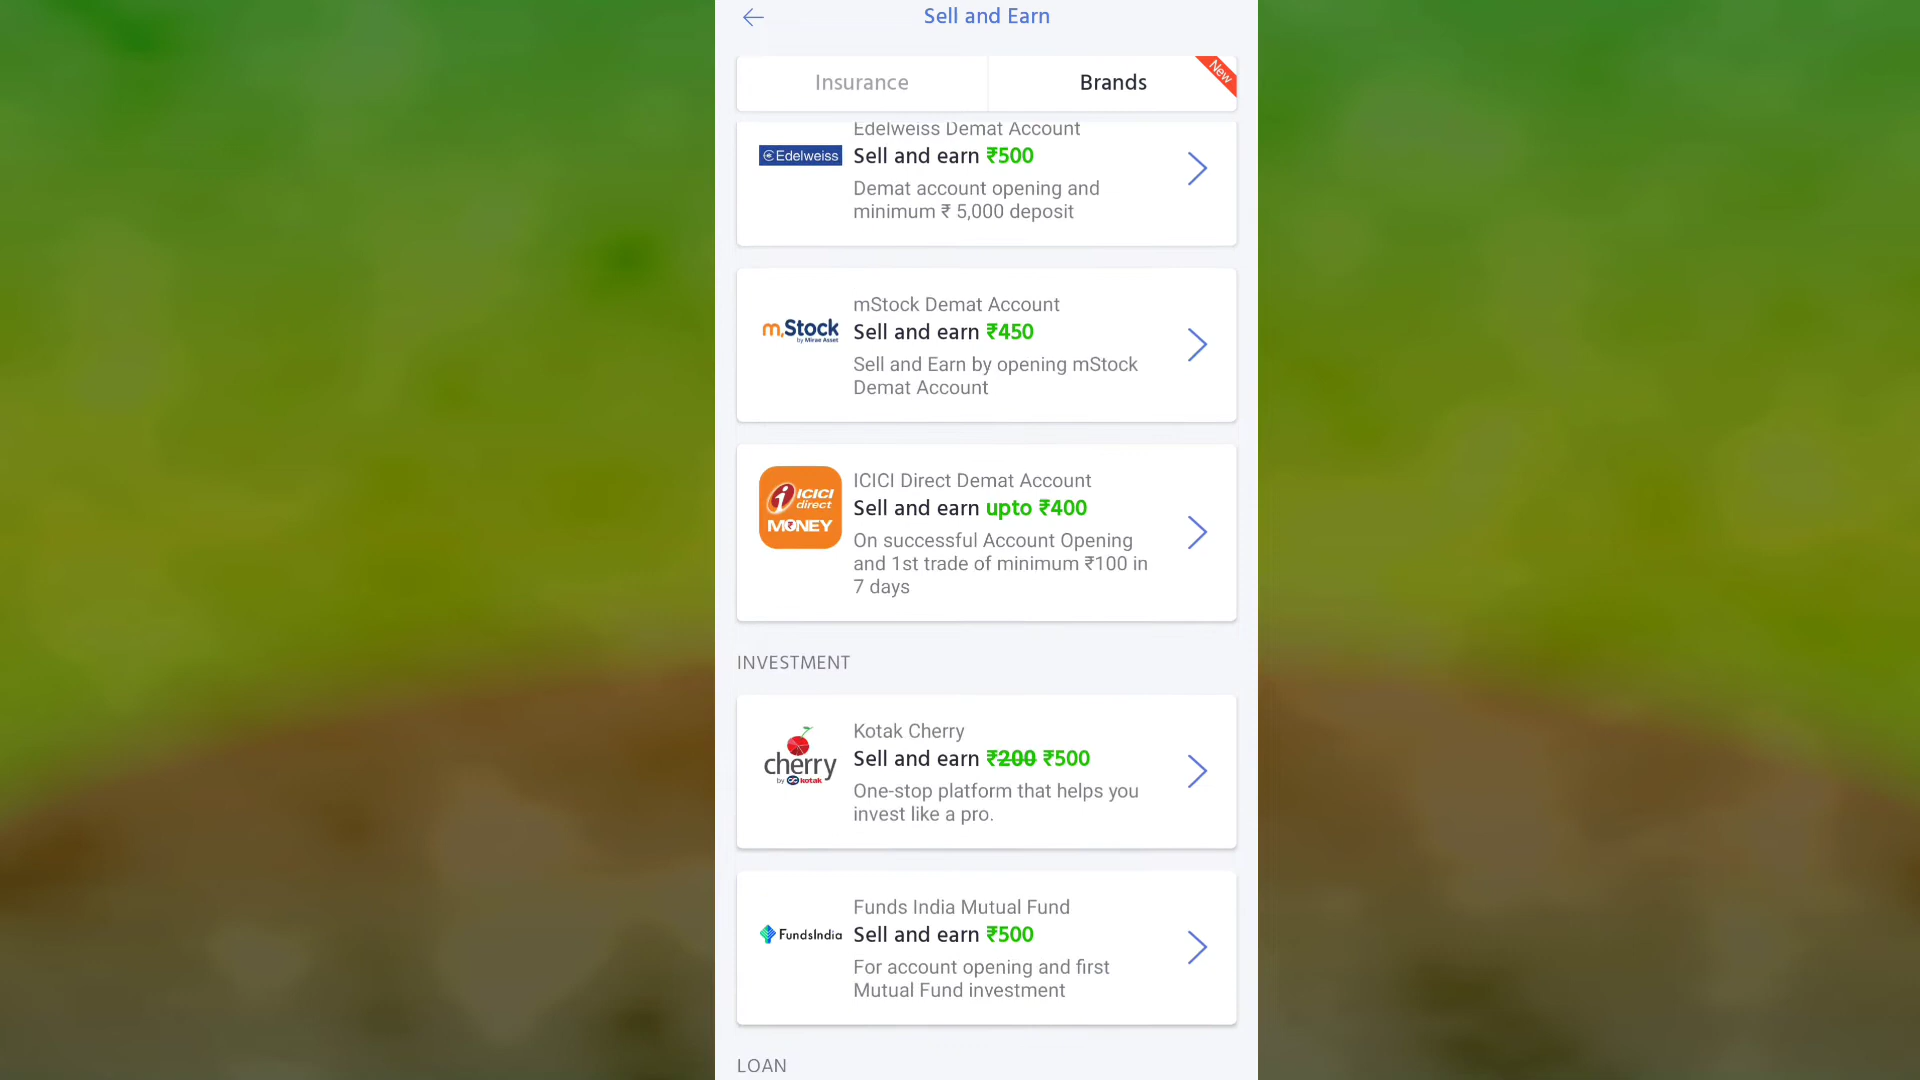 Sell and Earn
Insurance
Brands
New
Edelweiss Demat Account
Edelweiss
Sell and earn ₹500
Demat account opening and
minimum ₹ 5,000 deposit
mStock Demat Account
m.Stock
by Mirae Asset
Sell and earn ₹450
Sell and Earn by opening mStock
Demat Account
ICICI Direct Demat Account
ICICI
direct
MONEY
Sell and earn upto ₹400
On successful Account Opening
and 1st trade of minimum ₹100 in
7 days
INVESTMENT
Kotak Cherry
cherry
by kotak
Sell and earn ₹200 ₹500
One-stop platform that helps you
invest like a pro.
Funds India Mutual Fund
FundsIndia
Sell and earn ₹500
For account opening and first
Mutual Fund investment
LOAN